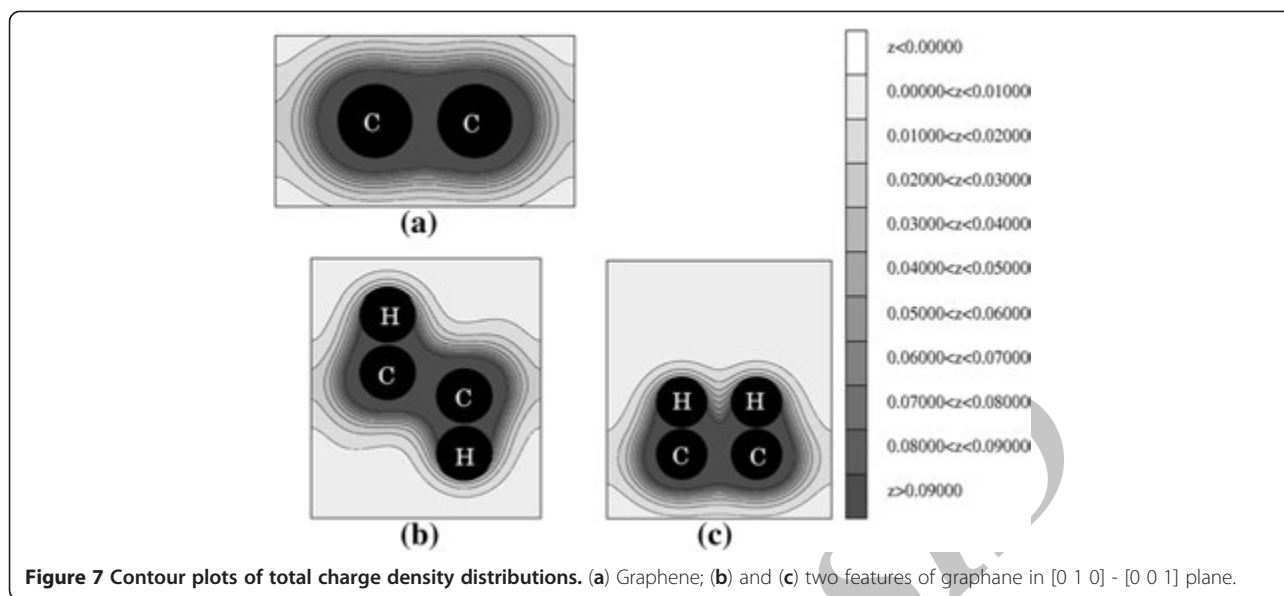 C C
(a)
H
C
C
H
(b)
H H
C C
(c)
z<0.00000
0.00000<z<0.01000
0.01000<z<0.02000
0.02000<z<0.03000
0.03000<z<0.04000
0.04000<z<0.05000
0.05000<z<0.06000
0.06000<z<0.07000
0.07000<z<0.08000
0.08000<z<0.09000
z>0.09000
Figure 7 Contour plots of total charge density distributions. (a) Graphene; (b) and (c) two features of graphane in [0 1 0] - [0 0 1] plane.